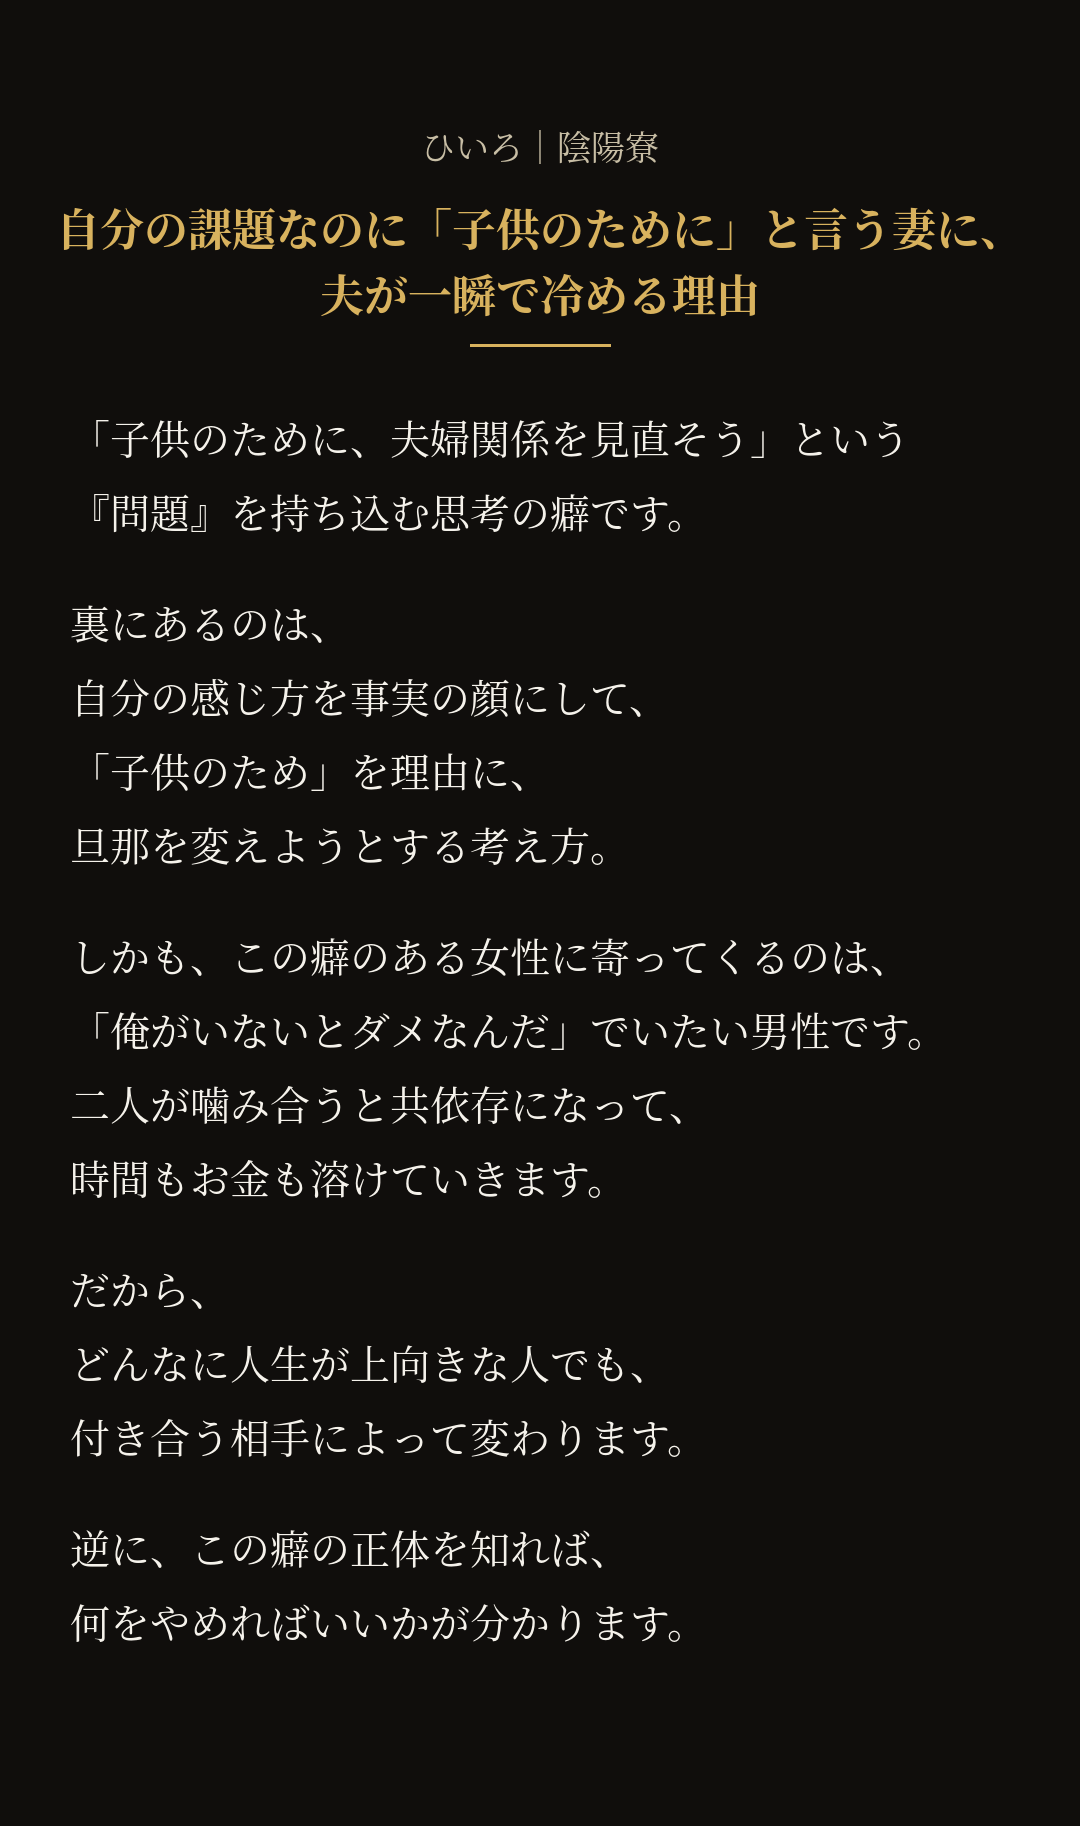 ひいろ｜陰陽寮
自分の課題なのに「子供のために」と言う妻に、
夫が一瞬で冷める理由
「子供のために、夫婦関係を見直そう」という
『問題』を持ち込む思考の癖です。
裏にあるのは、
自分の感じ方を事実の顔にして、
「子供のため」を理由に、
旦那を変えようとする考え方。
しかも、この癖のある女性に寄ってくるのは、
「俺がいないとダメなんだ」でいたい男性です。
二人が噛み合うと共依存になって、
時間もお金も溶けていきます。
だから、
どんなに人生が上向きな人でも、
付き合う相手によって変わります。
逆に、この癖の正体を知れば、
何をやめればいいかが分かります。